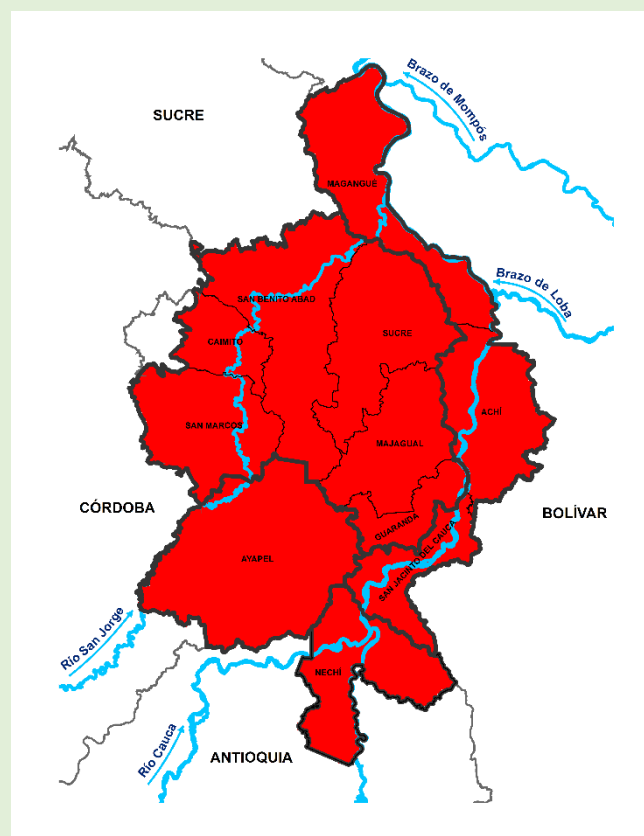 Brazo de Mompós
SUCRE
MAGANGUÉ
Brazo de Loba
SAN BENITO ABAD
SUCRE
CAIMITO
ACHÍ
SAN MARCOS
MAJAGUAL
CÓRDOBA
BOLÍVAR
GUARANDA
AYAPEL
SAN JACINTO DEL CAUCA
Río San Jorge
NECHÍ
Río Cauca
ANTIOQUIA